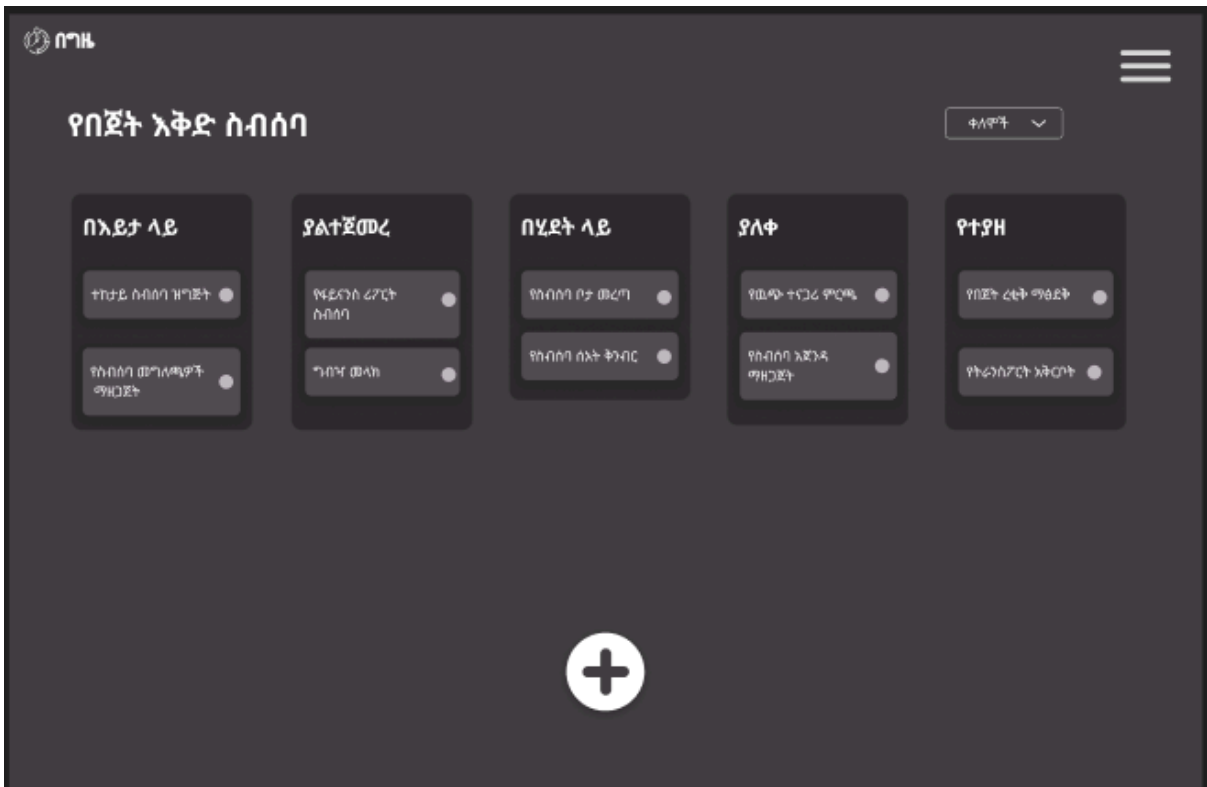 በጊዜ
የበጀት እቅድ ስብሰባ
ቀለሞች
በእይታ ላይ
ተከታይ ስብሰባ ዝግጅት
የስብሰባ መግለጫዎች
ማዘጋጀት
ያልተጀመረ
የፋይናንስ ሪፖርት
ስብሰባ
ግብዣ መላክ
በሂደት ላይ
የስብሰባ ቦታ መረጣ
የስብሰባ ሰአት ቅንብር
ያለቀ
የዉጭ ተናጋሪ ምርጫ
የስብሰባ አጀንዳ
ማዘጋጀት
የተያዘ
የበጀት ረቂቅ ማፅደቅ
የትራንስፖርት አቅርቦት